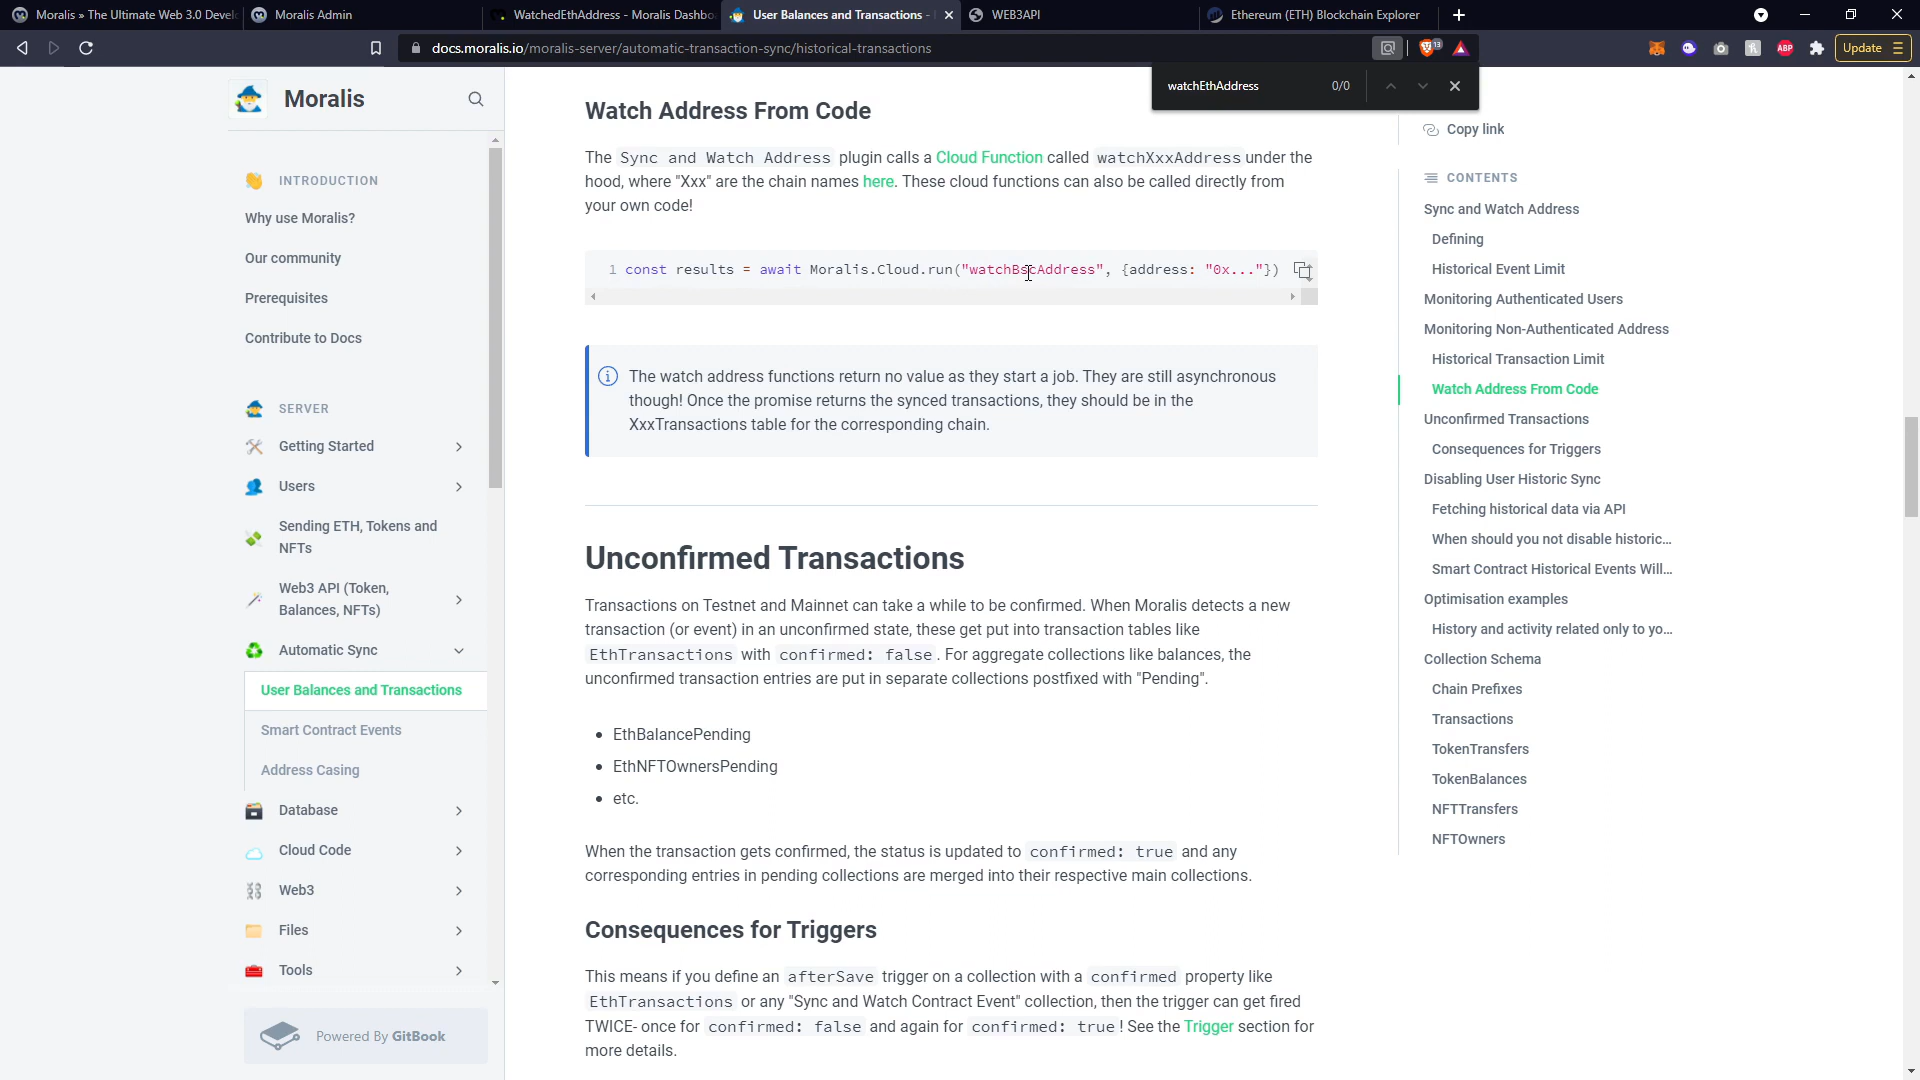 Moralis » The Ultimate Web 3.0 Devel
Moralis Admin
WatchedEthAddress - Moralis Dashbo
User Balances and Transactions -
WEB3API
Ethereum (ETH) Blockchain Explorer
docs.moralis.io/moralis-server/automatic-transaction-sync/historical-transactions
13
ABP
Update
watchEthAddress
0/0
Moralis
INTRODUCTION
Why use Moralis?
Our community
Prerequisites
Contribute to Docs
SERVER
Getting Started
Users
Sending ETH, Tokens and
NFTs
Web3 API (Token,
Balances, NFTs)
Automatic Sync
User Balances and Transactions
Smart Contract Events
Address Casing
Database
Cloud Code
Web3
Files
Tools
Powered By GitBook
Watch Address From Code
The Sync and Watch Address plugin calls a Cloud Function called watchXxxAddress under the
hood, where "Xxx" are the chain names here. These cloud functions can also be called directly from
your own code!
1 const results = await Moralis.Cloud.run("watchBscAddress", {address: "0x..."})
The watch address functions return no value as they start a job. They are still asynchronous
though! Once the promise returns the synced transactions, they should be in the
XxxTransactions table for the corresponding chain.
Unconfirmed Transactions
Transactions on Testnet and Mainnet can take a while to be confirmed. When Moralis detects a new
transaction (or event) in an unconfirmed state, these get put into transaction tables like
EthTransactions with confirmed: false. For aggregate collections like balances, the
unconfirmed transaction entries are put in separate collections postfixed with "Pending".
• EthBalancePending
• EthNFTOwnersPending
• etc.
When the transaction gets confirmed, the status is updated to confirmed: true and any
corresponding entries in pending collections are merged into their respective main collections.
Consequences for Triggers
This means if you define an afterSave trigger on a collection with a confirmed property like
EthTransactions or any "Sync and Watch Contract Event" collection, then the trigger can get fired
TWICE- once for confirmed: false and again for confirmed: true! See the Trigger section for
more details.
Copy link
CONTENTS
Sync and Watch Address
Defining
Historical Event Limit
Monitoring Authenticated Users
Monitoring Non-Authenticated Address
Historical Transaction Limit
Watch Address From Code
Unconfirmed Transactions
Consequences for Triggers
Disabling User Historic Sync
Fetching historical data via API
When should you not disable historic...
Smart Contract Historical Events Will...
Optimisation examples
History and activity related only to yo...
Collection Schema
Chain Prefixes
Transactions
TokenTransfers
TokenBalances
NFTTransfers
NFTOwners